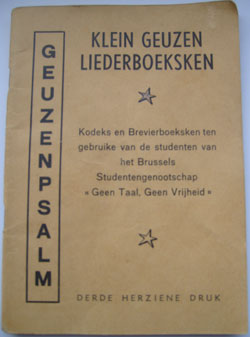 GEUZENPSALM
KLEIN GEUZEN
LIEDERBOEKSKEN
Kodeks en Brevierboeksken ten
gebruike van de studenten van
het Brussels
Studentengenootschap
« Geen Taal, Geen Vrijheid »
DERDE HERZIENE DRUK